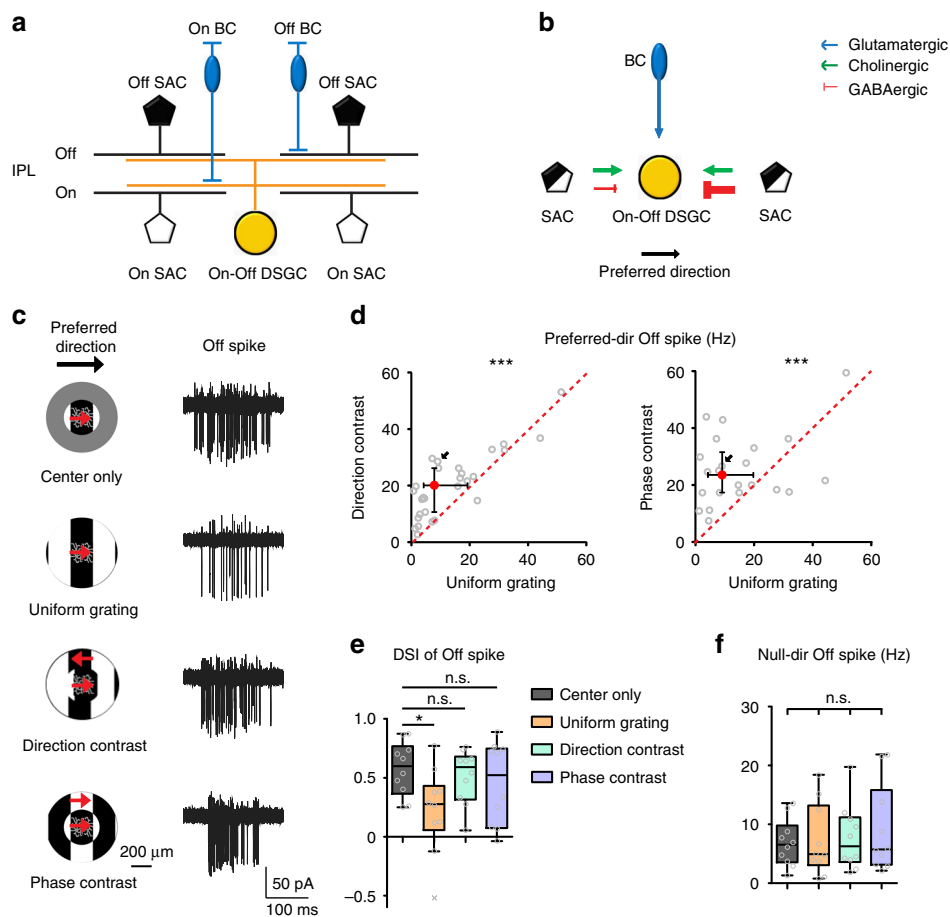 a
On BC
Off BC
Off SAC
Off SAC
Off
IPL
On
On SAC
On-Off DSGC
On SAC
b
BC
Glutamatergic
Cholinergic
GABAergic
SAC
On-Off DSGC
SAC
Preferred direction
c
Preferred
direction
Off spike
Center only
Uniform grating
Direction contrast
Phase contrast
200 µm
50 pA
100 ms
d
Preferred-dir Off spike (Hz)
***
60
40
20
0
Direction contrast
0
20
40
60
Uniform grating
***
60
40
20
0
Phase contrast
0
20
40
60
Uniform grating
e
DSI of Off spike
n.s.
n.s.
*
1.0
0.5
0
–0.5
Center only
Uniform grating
Direction contrast
Phase contrast
f
Null-dir Off spike (Hz)
n.s.
30
20
10
0